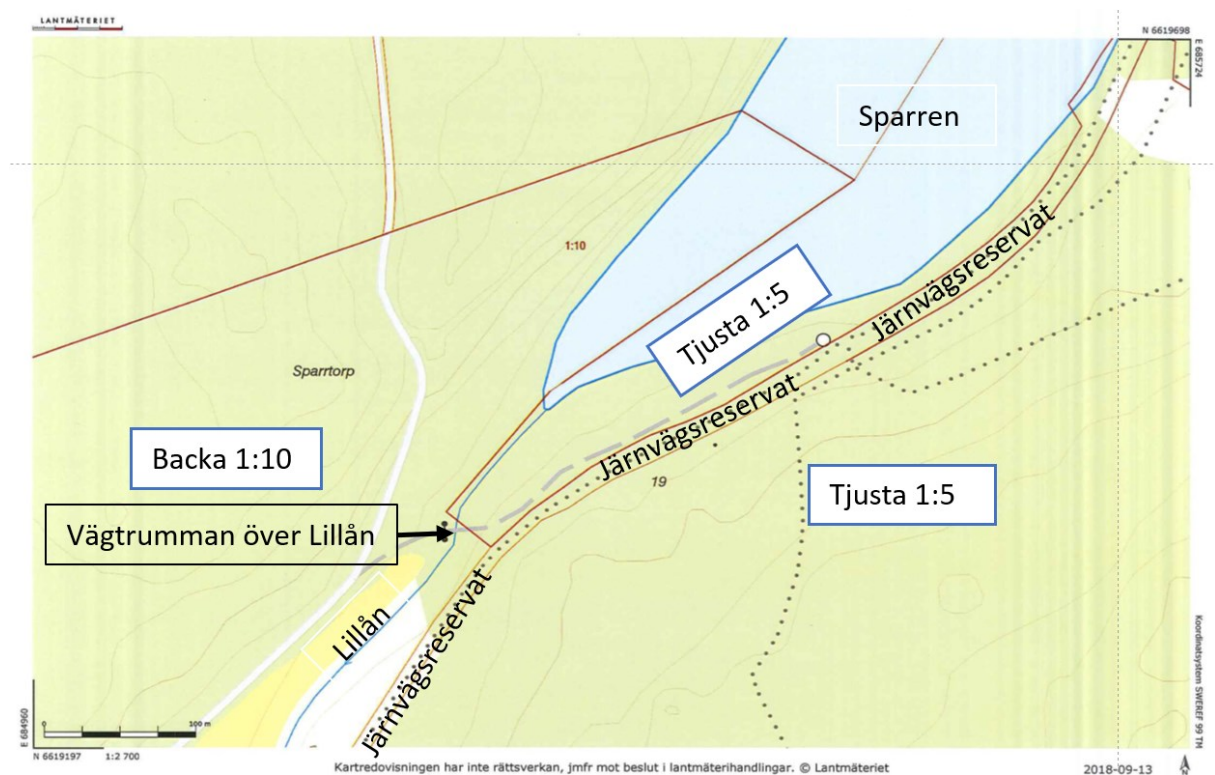 LANTMÄTERIET
N 6619698
E 685724
Sparren
1:10
Järnvägsreservat
Tjusta 1:5
Sparrtorp
Järnvägsreservat
Backa 1:10
19
Tjusta 1:5
Vägtrumman över Lillån
Järnvägsreservat
Lillån
Koordinatsystem SWEREF 99 TM
E 684960
0
100 m
N 6619197
1:2 700
Kartredovisningen har inte rättsverkan, jmfr mot beslut i lantmäterihandlingar. © Lantmäteriet
2018-09-13